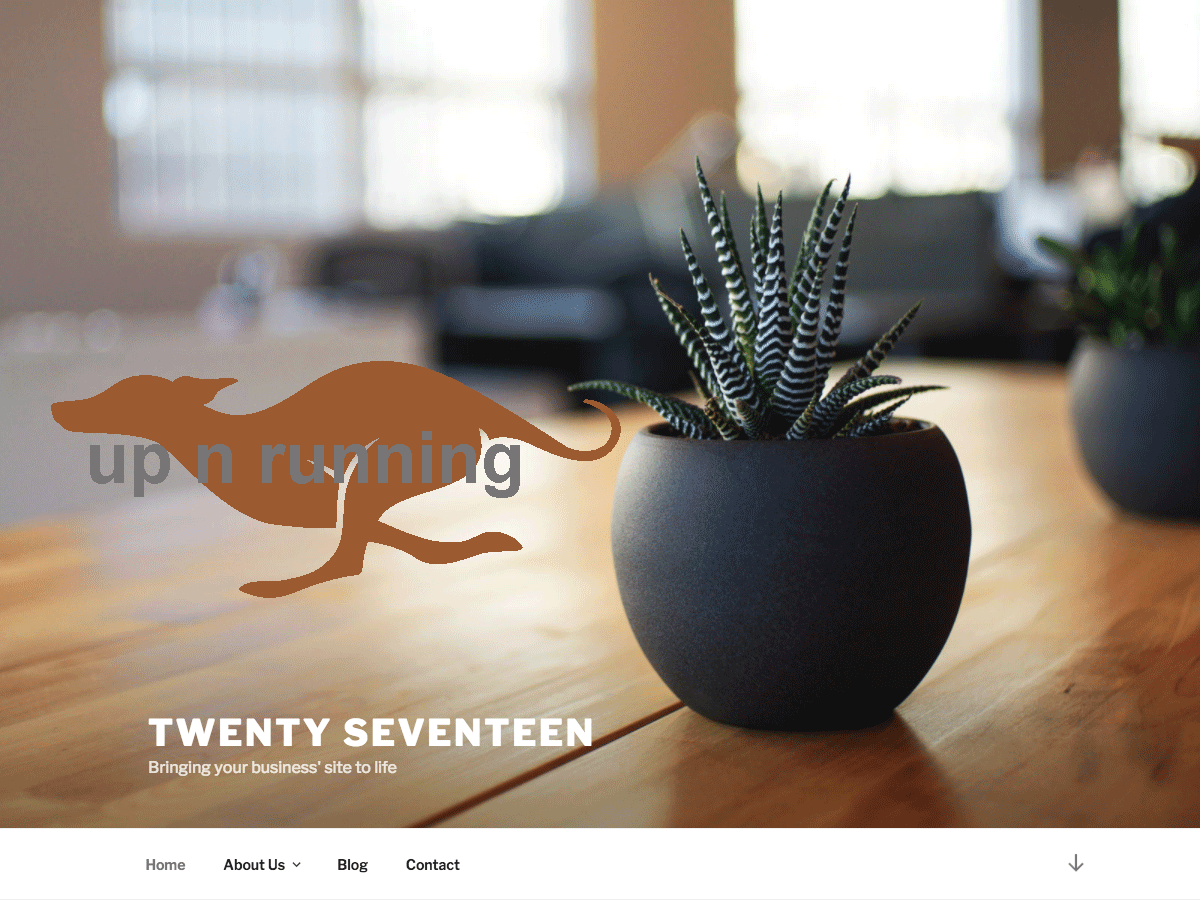 up n running
TWENTY SEVENTEEN
Bringing your business' site to life
Home
About Us
Blog
Contact